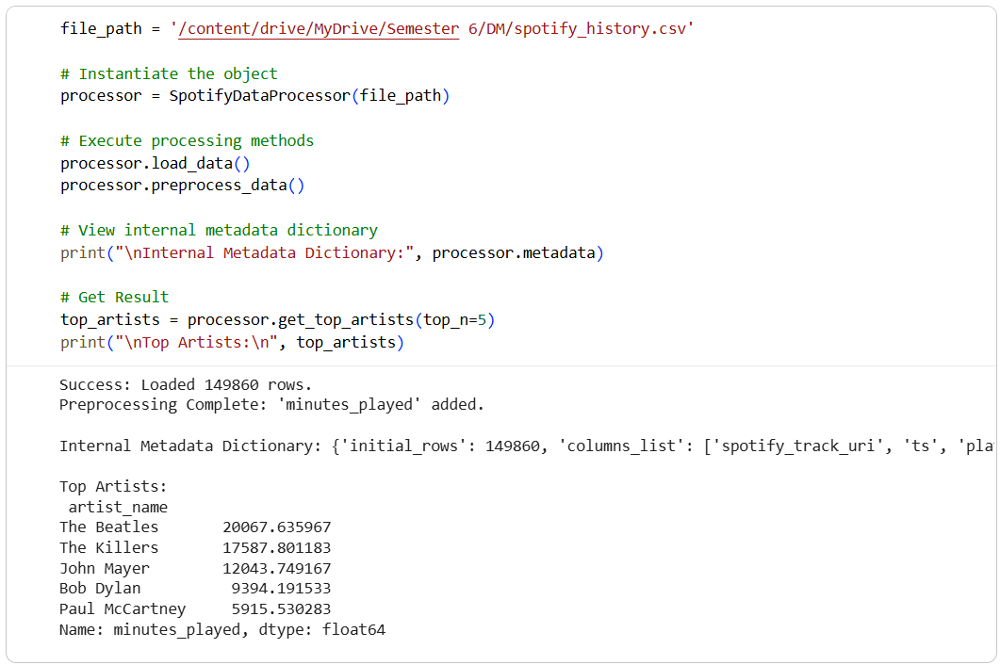 file_path = '/content/drive/MyDrive/Semester 6/DM/spotify_history.csv'
# Instantiate the object
processor = SpotifyDataProcessor(file_path)
# Execute processing methods
processor.load_data()
processor.preprocess_data()
# View internal metadata dictionary
print("\nInternal Metadata Dictionary:", processor.metadata)
# Get Result
top_artists = processor.get_top_artists(top_n=5)
print("\nTop Artists:\n", top_artists)
Success: Loaded 149860 rows.
Preprocessing Complete: 'minutes_played' added.
Internal Metadata Dictionary: {'initial_rows': 149860, 'columns_list': ['spotify_track_uri', 'ts', 'pla
Top Artists:
artist_name
The Beatles 20067.635967
The Killers 17587.801183
John Mayer 12043.749167
Bob Dylan 9394.191533
Paul McCartney 5915.530283
Name: minutes_played, dtype: float64